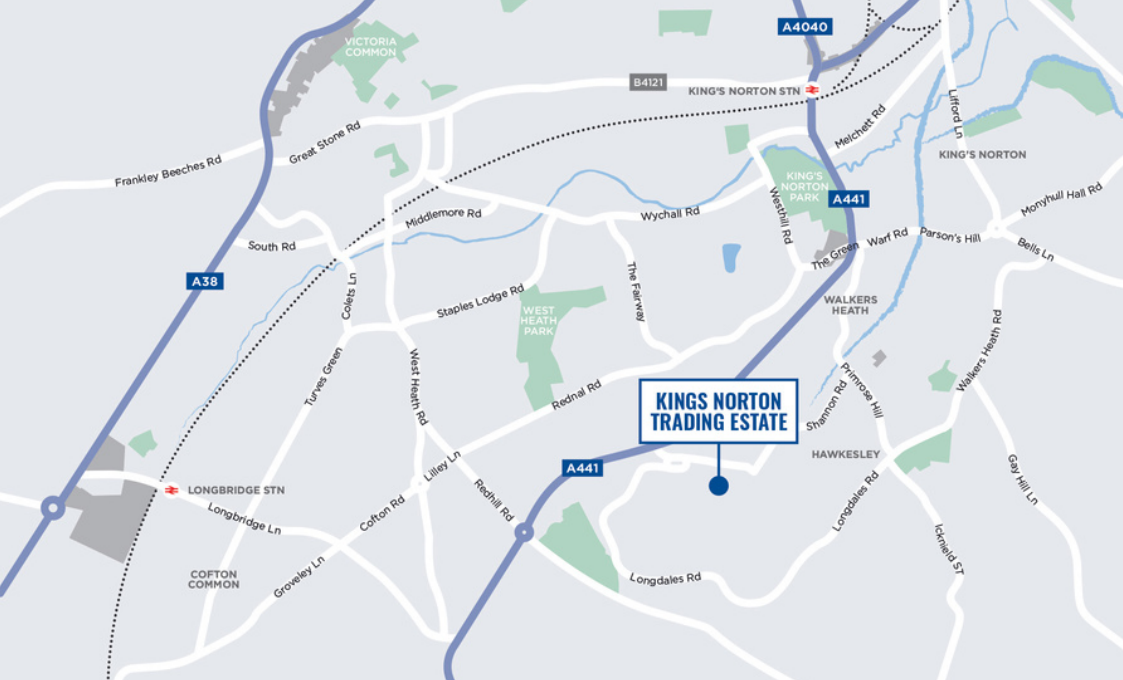 A4040
VICTORIA
COMMON
B4121
KING'S NORTON STN
Lifford Ln
Great Stone Rd
Meichett Rd
KING'S NORTON
Frankley Beeches Rd
KING'S
NORTON
PARK
A441
Monyhull Hall Rd
Westhill Rd
Middlemore Rd
Wychall Rd
The Green
Warf Rd
Parson's Hill
Bells Ln
South Rd
A38
Colets Ln
The Fairway
Staples Lodge Rd
WEST
HEATH
PARK
WALKERS
HEATH
Walkers Heath Rd
Turves Green
West Heath Rd
Rednal Rd
KINGS NORTON
TRADING ESTATE
Shannon Rd
Primrose Hill
HAWKESLEY
Lilley Ln
A441
Gay Hill Ln
LONGBRIDGE STN
Redhill Rd
Cofton Rd
Longbridge Ln
Longdales Rd
Icknield ST
COFTON
COMMON
Groveley Ln
Longdales Rd